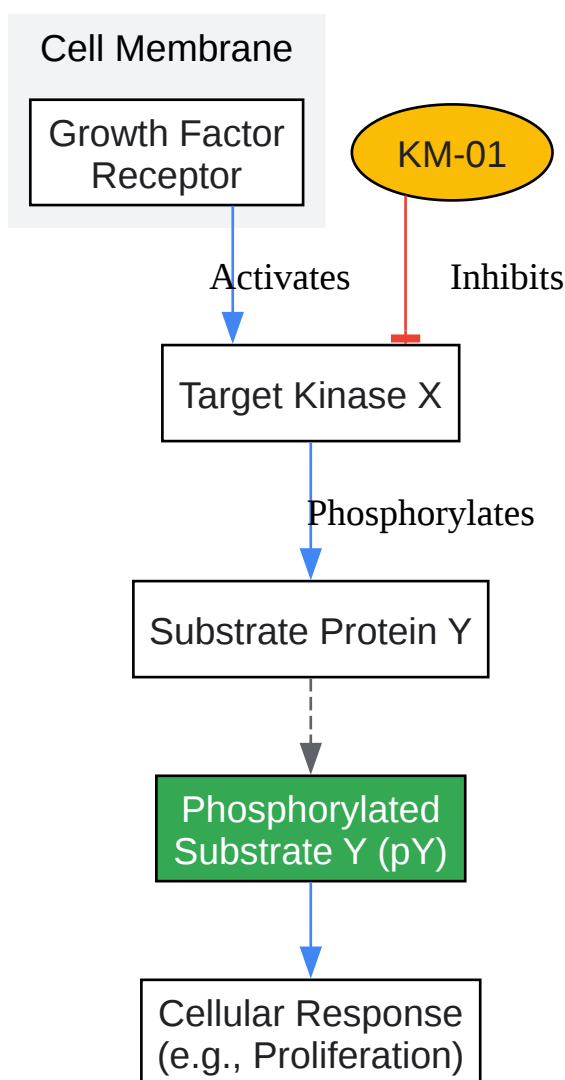 Cell Membrane
Growth Factor
Receptor
KM-01
Activates
Inhibits
Target Kinase X
Phosphorylates
Substrate Protein Y
Phosphorylated
Substrate Y (pY)
Cellular Response
(e.g., Proliferation)